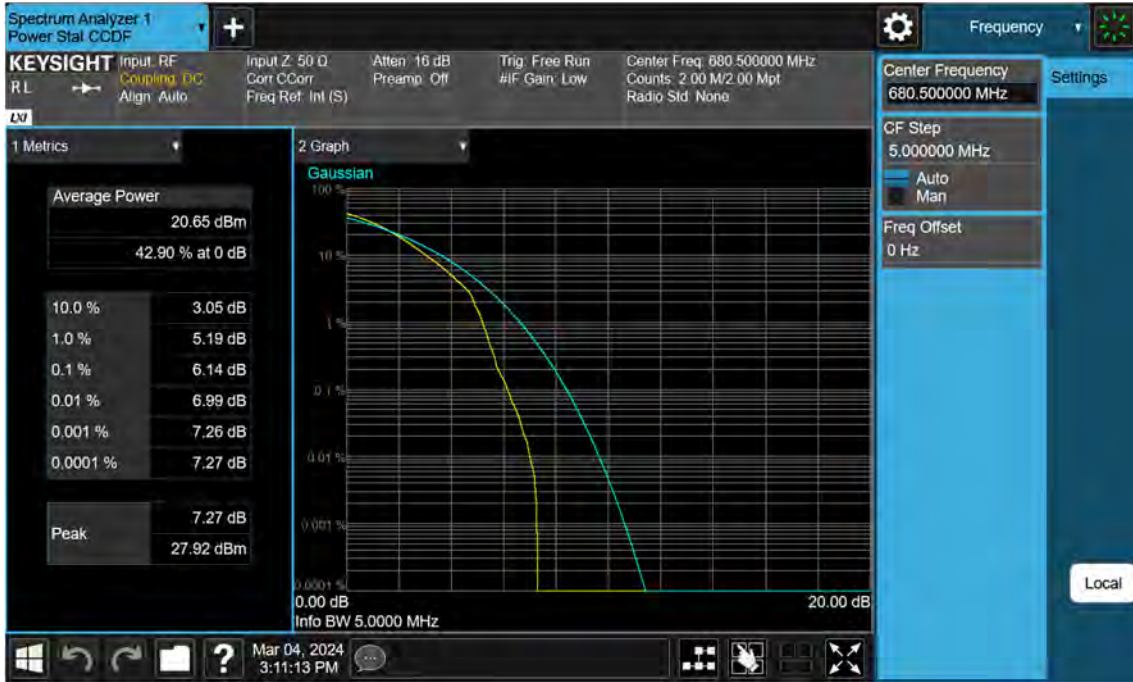 Spectrum Analyzer 1
Power Stat CCDF
Frequency
KEYSIGHT
RL
LXI
Input: RF
Coupling: DC
Align: Auto
Input Z: 50 Ω
Corr CCorr
Freq Ref: Int (S)
Atten: 16 dB
Preamp: Off
Trig: Free Run
#IF Gain: Low
Center Freq: 680.500000 MHz
Counts: 2.00 M/2.00 Mpt
Radio Std: None
Center Frequency
680.500000 MHz
Settings
CF Step
5.000000 MHz
Auto
Man
Freq Offset
0 Hz
Local
1 Metrics
Average Power
20.65 dBm
42.90 % at 0 dB
10.0 % 3.05 dB
1.0 % 5.19 dB
0.1 % 6.14 dB
0.01 % 6.99 dB
0.001 % 7.26 dB
0.0001 % 7.27 dB
Peak
7.27 dB
27.92 dBm
2 Graph
Gaussian
100 %
10 %
1 %
0.1 %
0.01 %
0.001 %
0.0001 %
0.00 dB 20.00 dB
Info BW 5.0000 MHz
?
Mar 04, 2024
3:11:13 PM